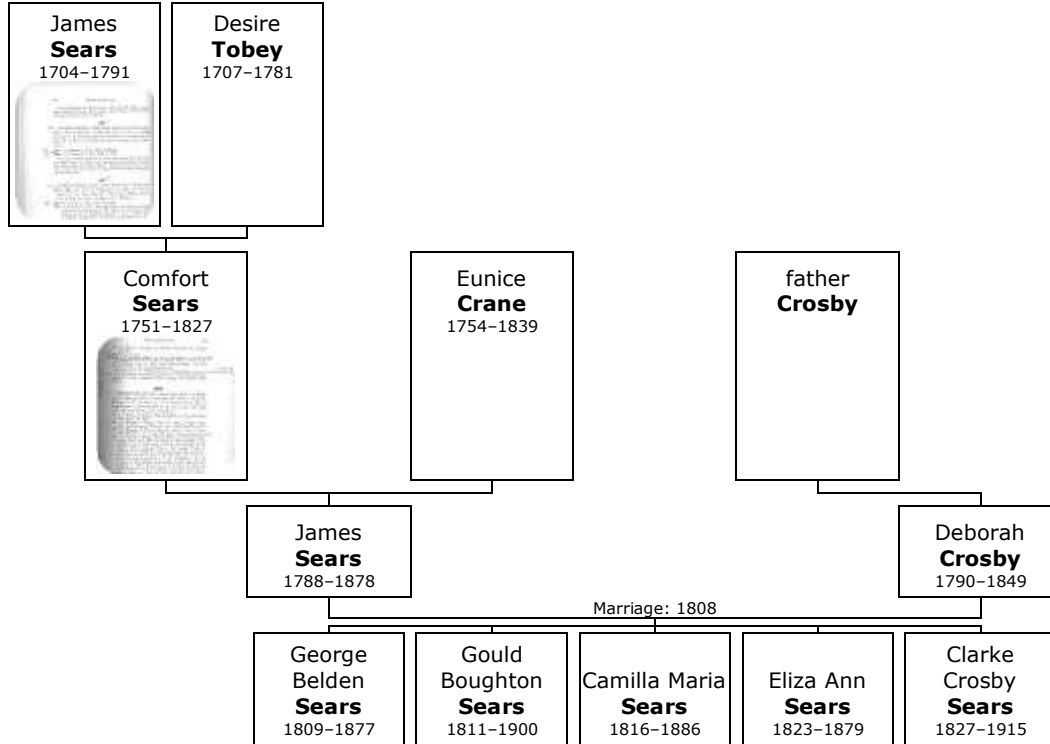 James
Sears
1704–1791
Desire
Tobey
1707–1781
Comfort
Sears
1751–1827
Eunice
Crane
1754–1839
father
Crosby
James
Sears
1788–1878
Deborah
Crosby
1790–1849
Marriage: 1808
George
Belden
Sears
1809–1877
Gould
Boughton
Sears
1811–1900
Camilla Maria
Sears
1816–1886
Eliza Ann
Sears
1823–1879
Clarke
Crosby
Sears
1827–1915